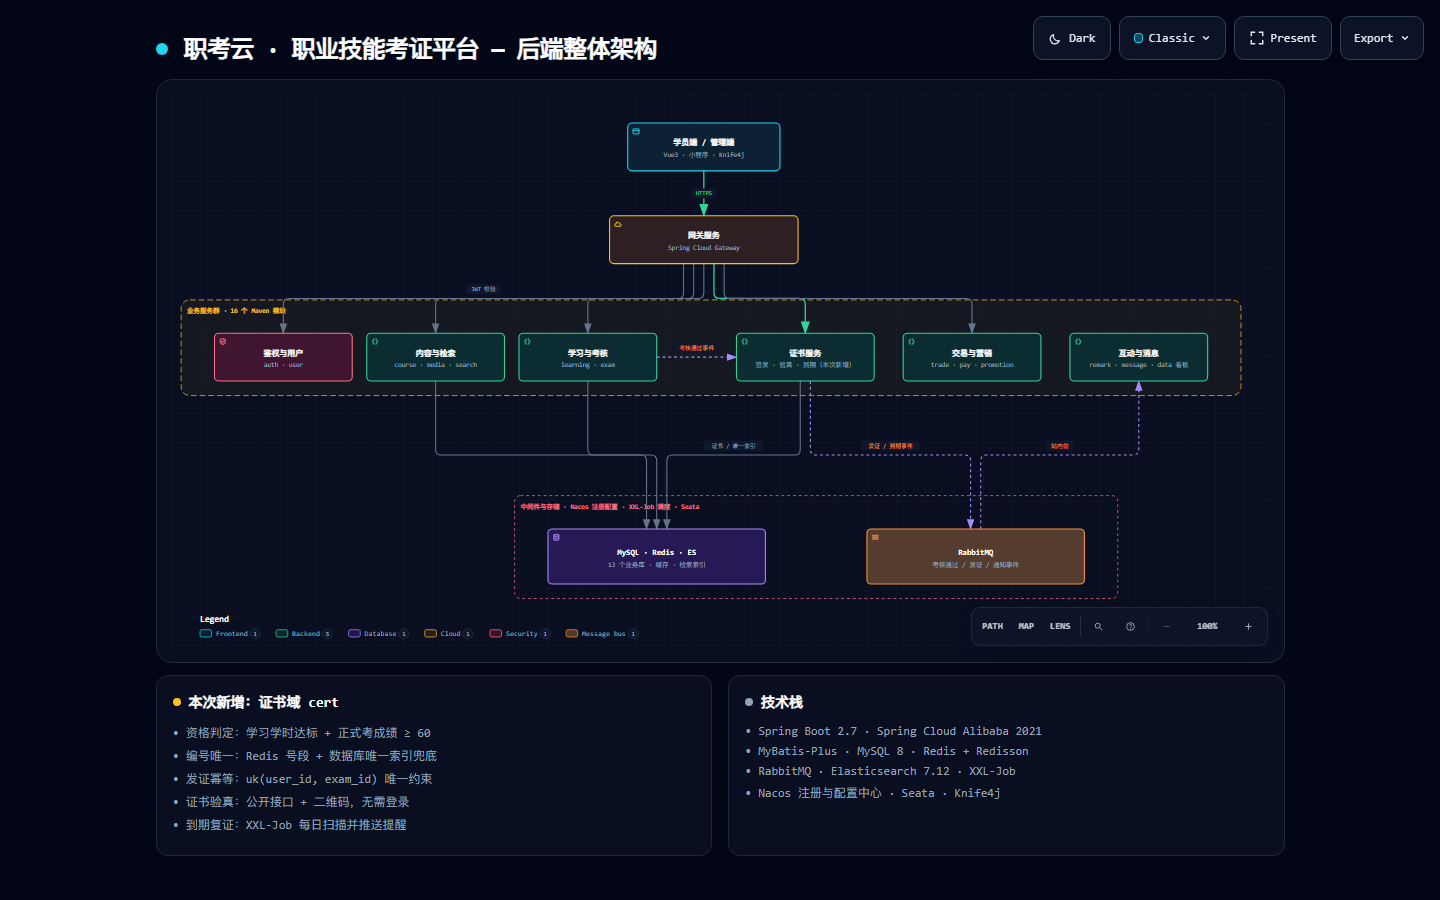 职考云 · 职业技能考证平台 — 后端整体架构
Dark
Classic
Present
Export
学员端 / 管理端
Vue3 · 小程序 · Knife4j
HTTPS
网关服务
Spring Cloud Gateway
JWT 校验
业务服务群 · 16 个 Maven 模块
鉴权与用户
auth · user
内容与检索
course · media · search
学习与考核
learning · exam
考核通过事件
证书服务
签发 · 验真 · 到期 (本次新增)
交易与营销
trade · pay · promotion
互动与消息
remark · message · data 看板
证书 / 唯一索引
发证 / 到期事件
站内信
中间件与存储 · Nacos 注册配置 · XXL-Job 调度 · Seata
MySQL · Redis · ES
13 个业务库 · 缓存 · 检索索引
RabbitMQ
考核通过 / 发证 / 通知事件
Legend
Frontend 1
Backend 5
Database 1
Cloud 1
Security 1
Message bus 1
PATH MAP LENS
− 100% +
本次新增：证书域 cert
• 资格判定：学习学时达标 + 正式考成绩 ≥ 60
• 编号唯一：Redis 号段 + 数据库唯一索引兜底
• 发证幂等：uk(user_id, exam_id) 唯一约束
• 证书验真：公开接口 + 二维码，无需登录
• 到期复证：XXL-Job 每日扫描并推送提醒
技术栈
• Spring Boot 2.7 · Spring Cloud Alibaba 2021
• MyBatis-Plus · MySQL 8 · Redis + Redisson
• RabbitMQ · Elasticsearch 7.12 · XXL-Job
• Nacos 注册与配置中心 · Seata · Knife4j